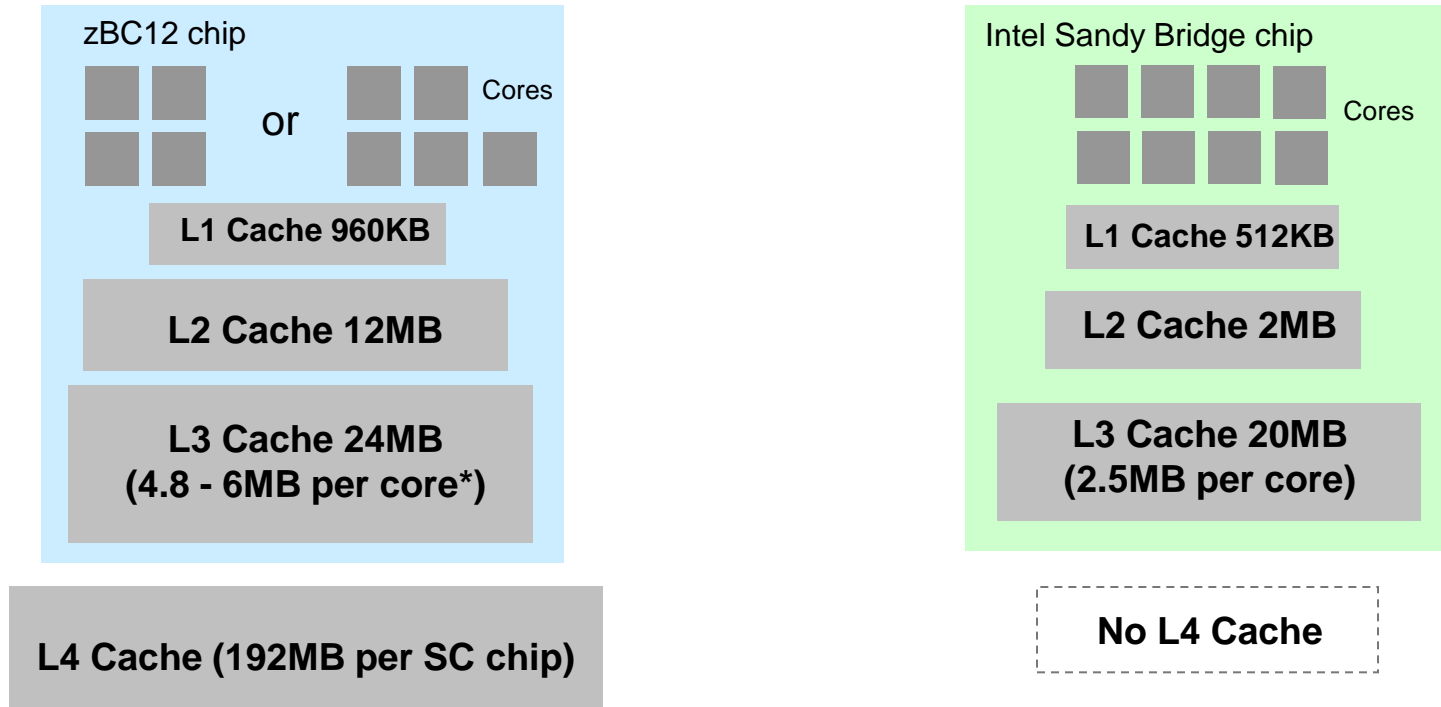 zBC12 chip
or
Cores
L1 Cache 960KB
L2 Cache 12MB
L3 Cache 24MB
(4.8 - 6MB per core*)
L4 Cache (192MB per SC chip)
Intel Sandy Bridge chip
Cores
L1 Cache 512KB
L2 Cache 2MB
L3 Cache 20MB
(2.5MB per core)
No L4 Cache